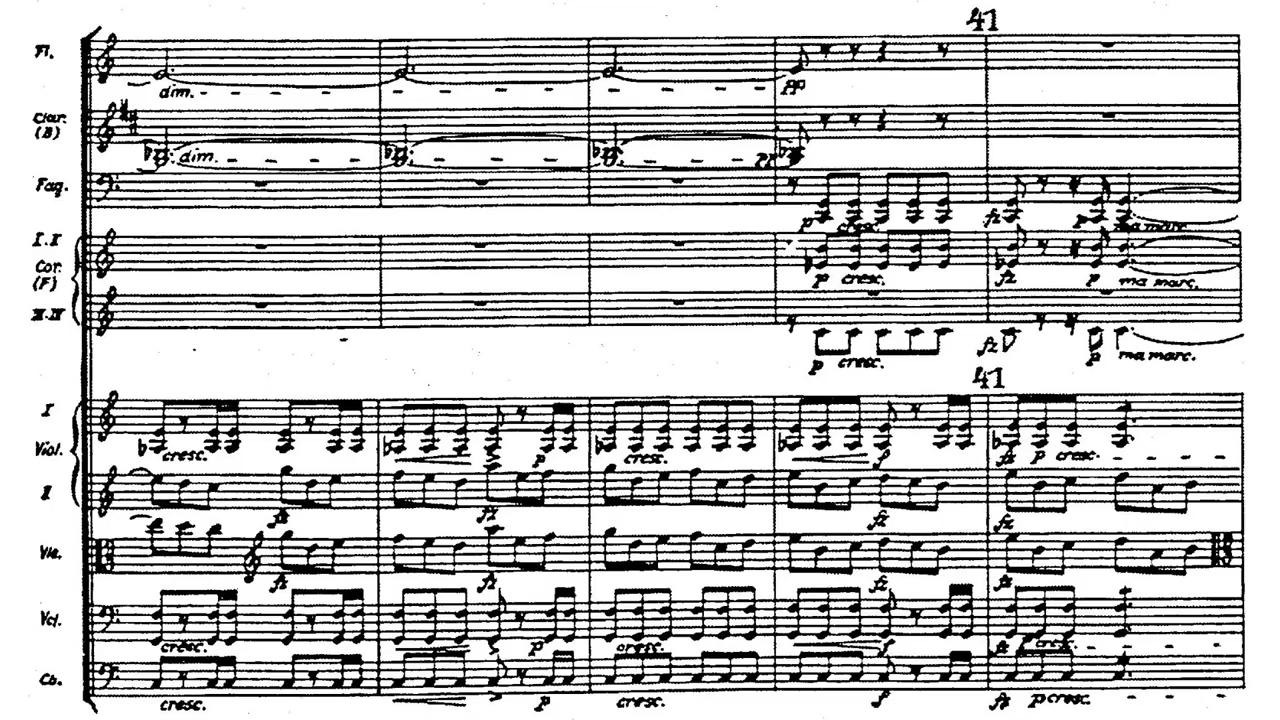 41
Fl.
dim.
pp
Clar.
(B)
dim.
pp
Fag.
p cresc. fz p ma marc.
I.II
Cor.
(F)
p cresc. fz p ma marc.
III.IV
fz
p cresc. p ma marc.
41
I
Viol.
cresc. p cresc. f fz p cresc.
II
fz fz fz fz
Vle.
fz fz fz fz
Vcl.
cresc. p cresc. f fz p cresc.
Cb.
cresc. p cresc. f fz p cresc.